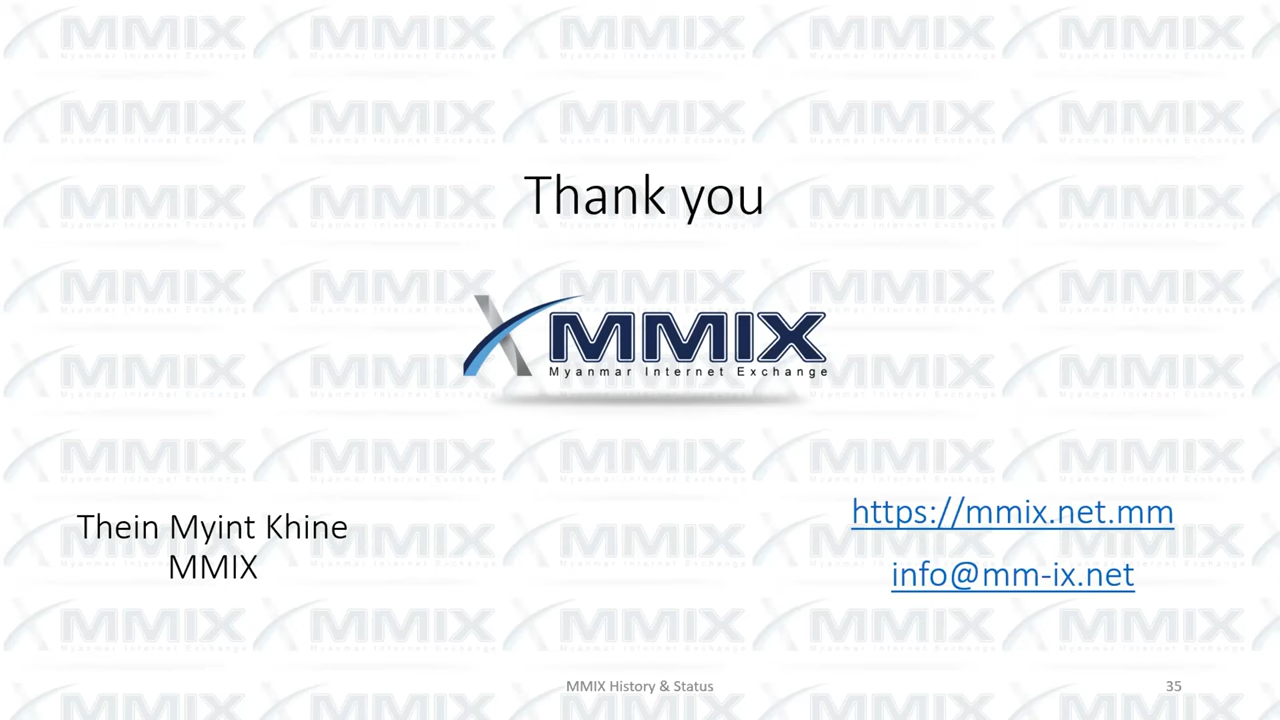 Thank you
MMIX
Myanmar Internet Exchange
Thein Myint Khine
MMIX
https://mmix.net.mm
info@mm-ix.net
MMIX History & Status
35